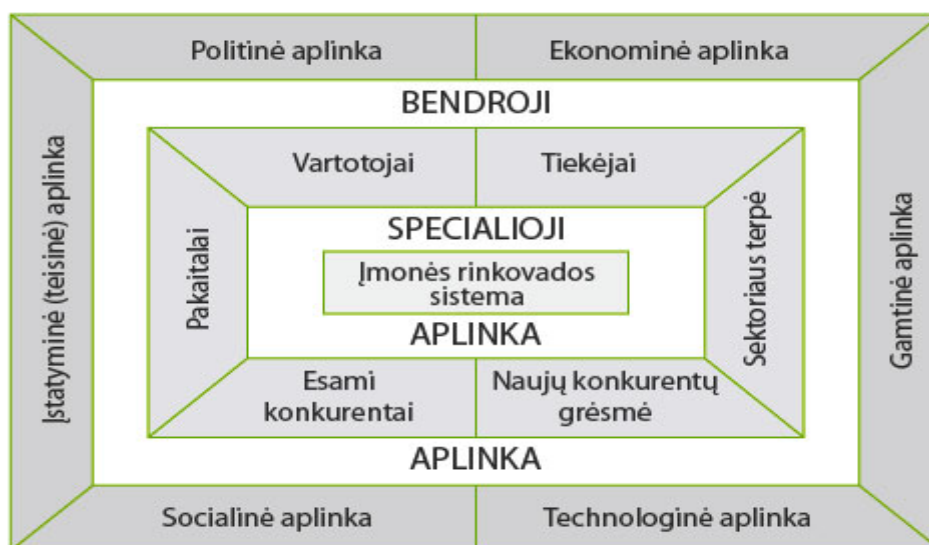 Politinė aplinka
Ekonominė aplinka
Įstatyminė (teisinė) aplinka
BENDROJI
Vartotojai
Tiekėjai
Pakaitalai
SPECIALIOJI
Įmonės rinkovados
sistema
APLINKA
Sektoriaus terpė
Gamtinė aplinka
Esami
konkurentai
Naujų konkurentų
grėsmė
APLINKA
Socialinė aplinka
Technologinė aplinka